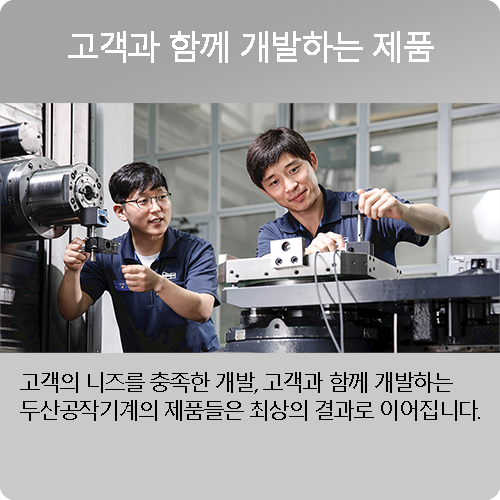 고객과 함께 개발하는 제품
고객의 니즈를 충족한 개발, 고객과 함께 개발하는
두산공작기계의 제품들은 최상의 결과로 이어집니다.